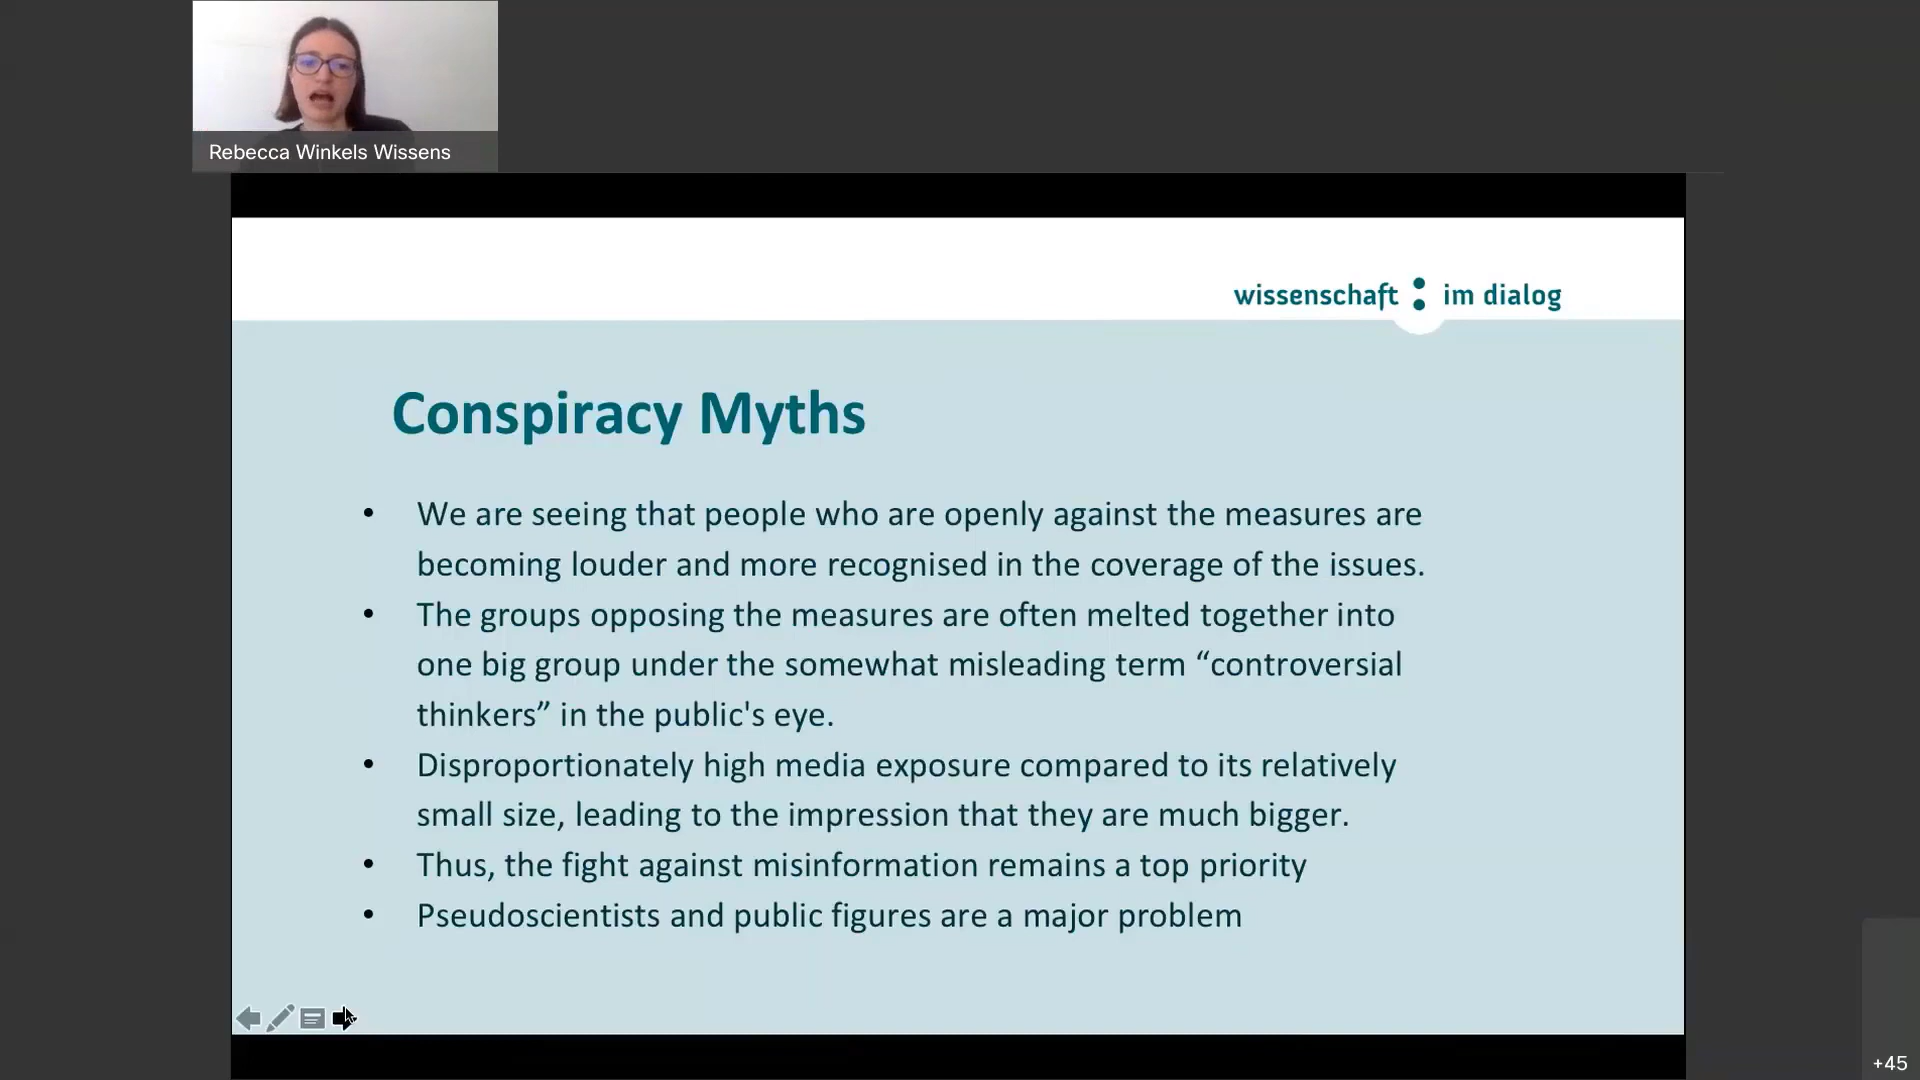 Rebecca Winkels Wissens
wissenschaft : im dialog
Conspiracy Myths
• We are seeing that people who are openly against the measures are
becoming louder and more recognised in the coverage of the issues.
• The groups opposing the measures are often melted together into
one big group under the somewhat misleading term “controversial
thinkers” in the public's eye.
• Disproportionately high media exposure compared to its relatively
small size, leading to the impression that they are much bigger.
• Thus, the fight against misinformation remains a top priority
• Pseudoscientists and public figures are a major problem
+45